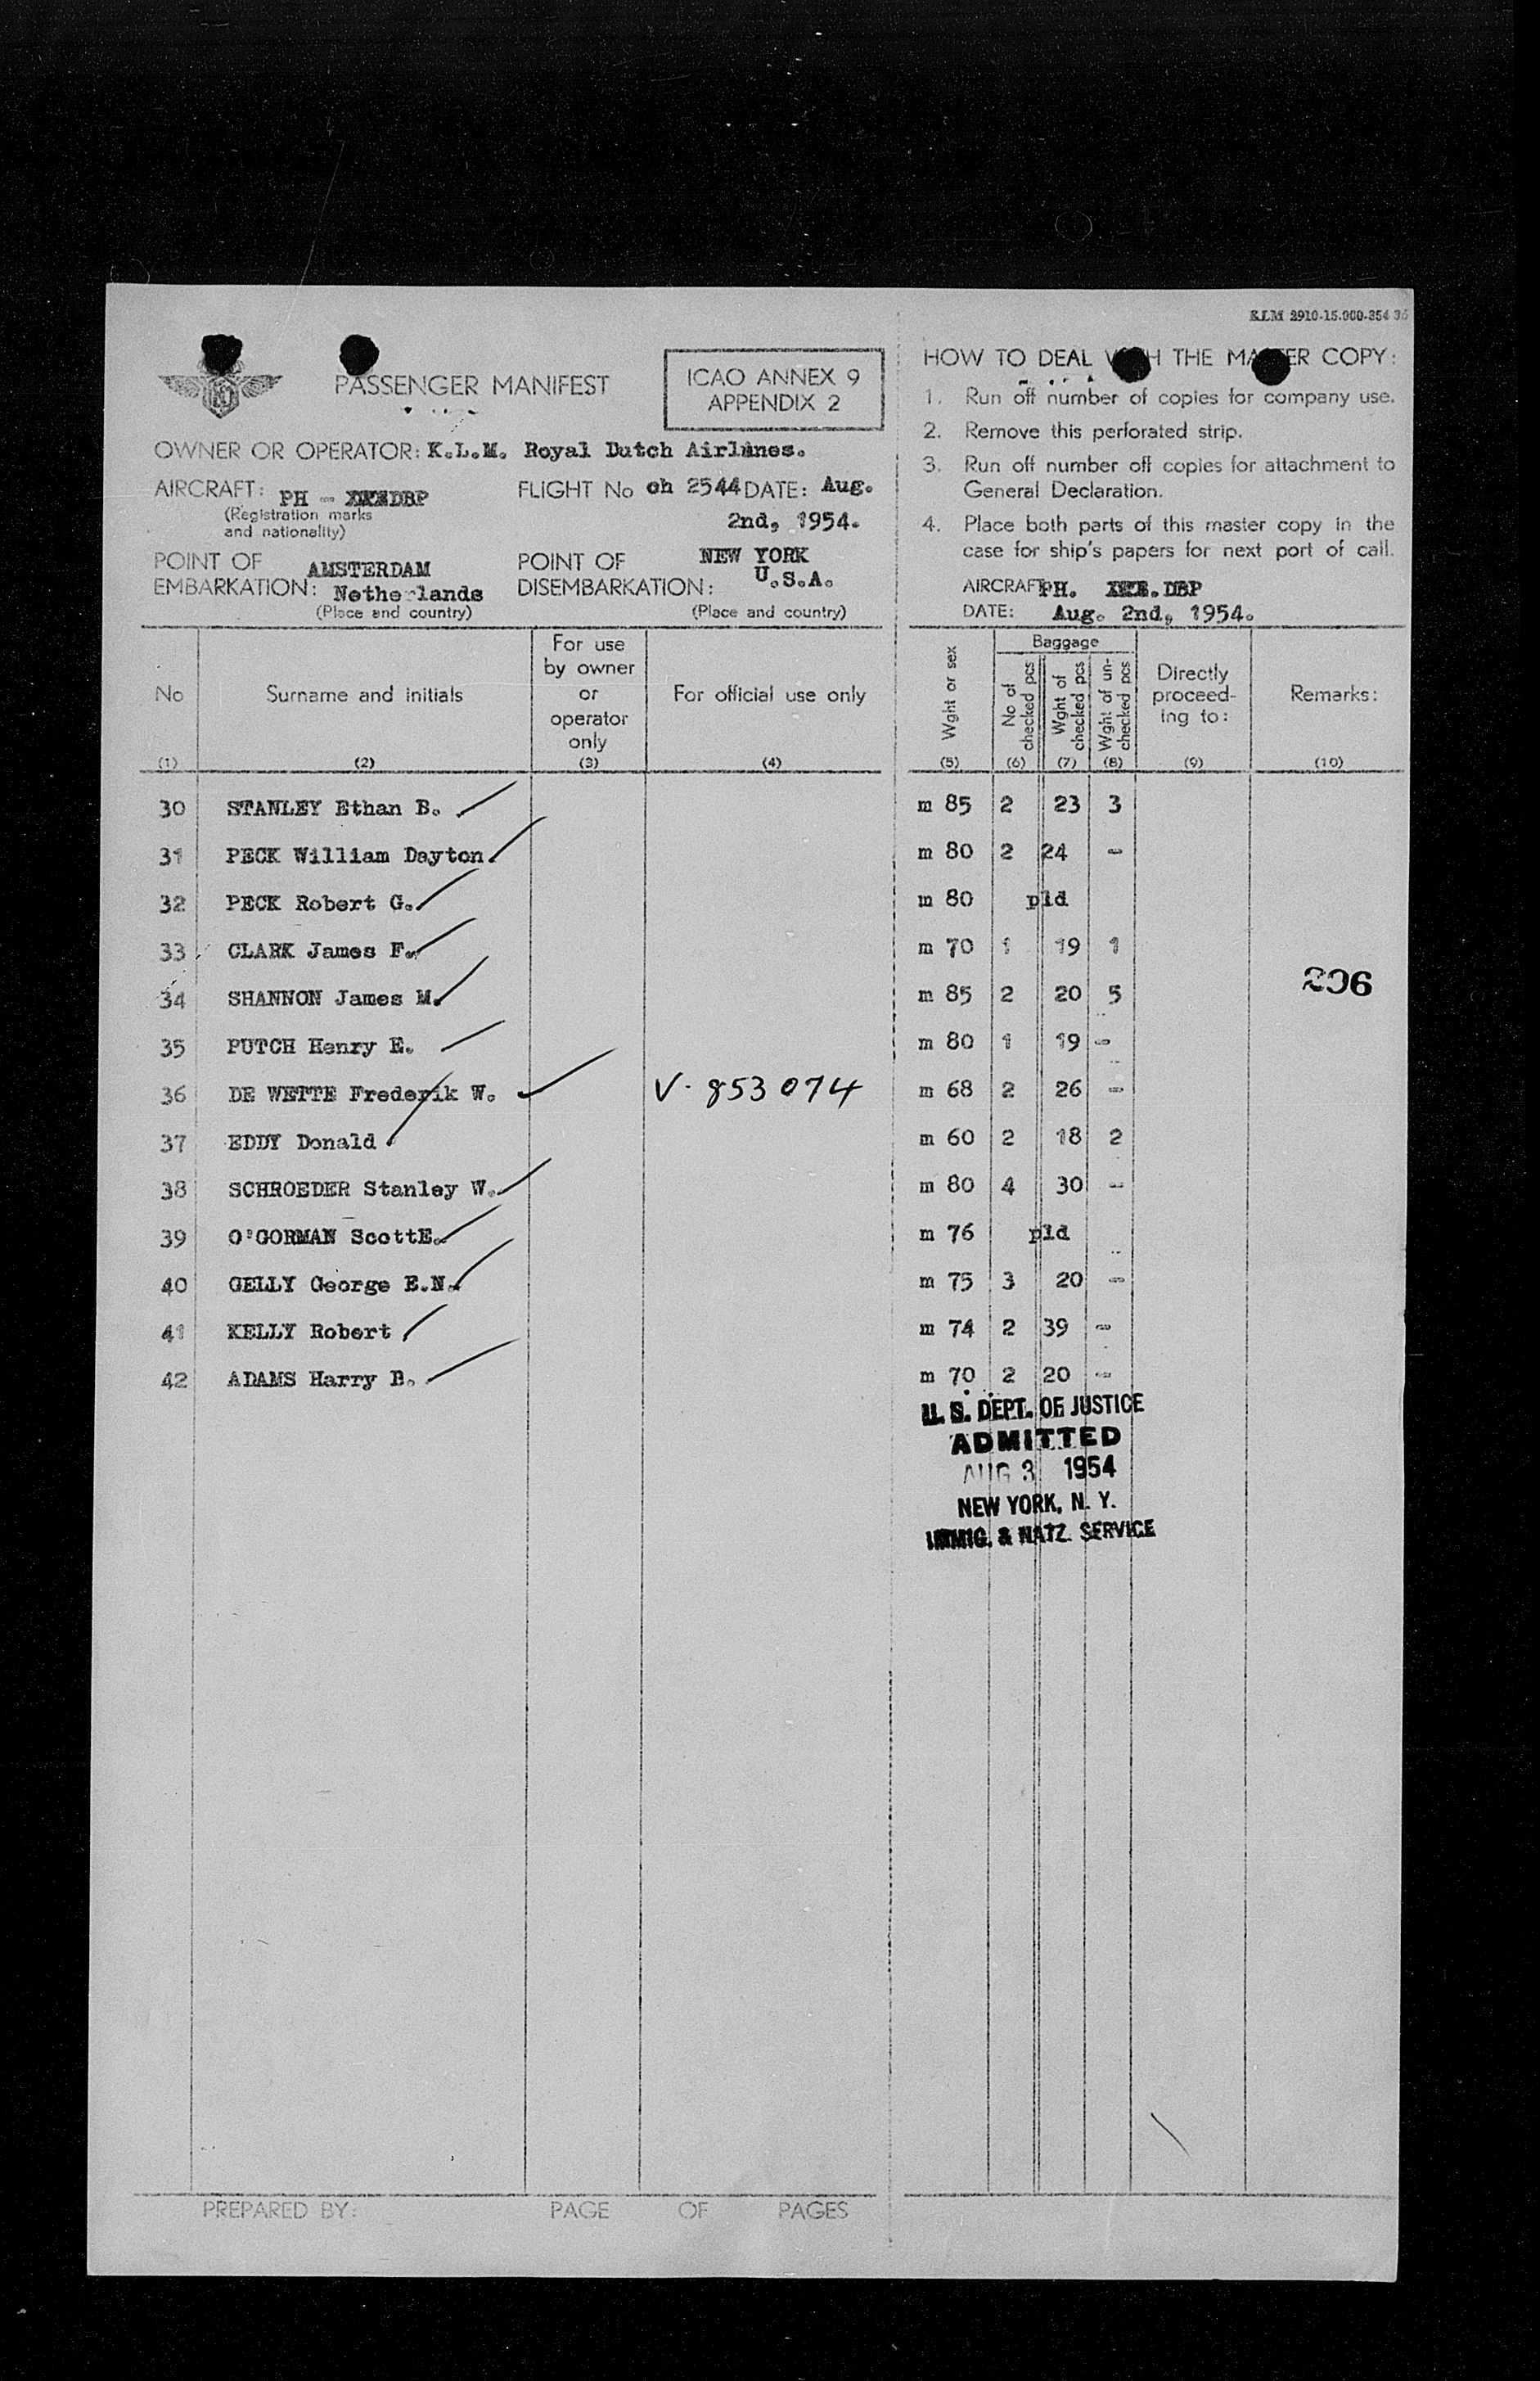 KLM 2910-15.000-354
PASSENGER MANIFEST
ICAO ANNEX 9
APPENDIX 2
OWNER OR OPERATOR: K.L.M. Royal Dutch Airlines.
AIRCRAFT: PH - DBP
(Registration marks
and nationality)
FLIGHT No oh 2544 DATE: Aug.
2nd, 1954.
POINT OF
EMBARKATION: AMSTERDAM
Netherlands
(Place and country)
POINT OF
DISEMBARKATION: NEW YORK
U.S.A.
(Place and country)
HOW TO DEAL THE COPY:
1. Run off number of copies for company use.
2. Remove this perforated strip.
3. Run off number off copies for attachment to
General Declaration.
4. Place both parts of this master copy in the
case for ship's papers for next port of call.
AIRCRAFT PH. DBP
DATE: Aug. 2nd, 1954.
No
(1)
Surname and initials
(2)
For use
by owner
or
operator
only
(3)
For official use only
(4)
Wght or sex
(5)
Baggage
No of
checked pcs
(6)
Wght of
checked pcs
(7)
Wght of un-
checked pcs
(8)
Directly
proceed-
ing to:
(9)
Remarks:
(10)
30 STANLEY Ethan B. m 85 2 23 3
31 PECK William Dayton. m 80 2 24 -
32 PECK Robert G. m 80 pld
33 CLARK James F. m 70 1 19 1
34 SHANNON James M. m 85 2 20 5
206
35 PUTCH Henry E. m 80 1 19 -
36 DE WETTE Frederik W. V-853074 m 68 2 26 -
37 EDDY Donald m 60 2 18 2
38 SCHROEDER Stanley W. m 80 4 30 -
39 O'GORMAN ScottE. m 76 pld
40 GELLY George E.N. m 75 3 20 -
41 KELLY Robert m 74 2 39 -
42 ADAMS Harry B. m 70 2 20 -
U. S. DEPT. OF JUSTICE
ADMITTED
AUG 3 1954
NEW YORK, N. Y.
IMMIG. & NATZ. SERVICE
PREPARED BY: PAGE OF PAGES